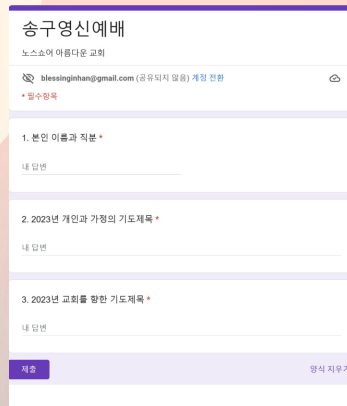 송구영신예배
노스쇼어 아름다운 교회
blessinginhan@gmail.com (공유되지 않음) 계정 전환
* 필수항목
1. 본인 이름과 직분 *
내 답변
2. 2023년 개인과 가정의 기도제목 *
내 답변
3. 2023년 교회를 향한 기도제목 *
내 답변
제출 양식 지우기